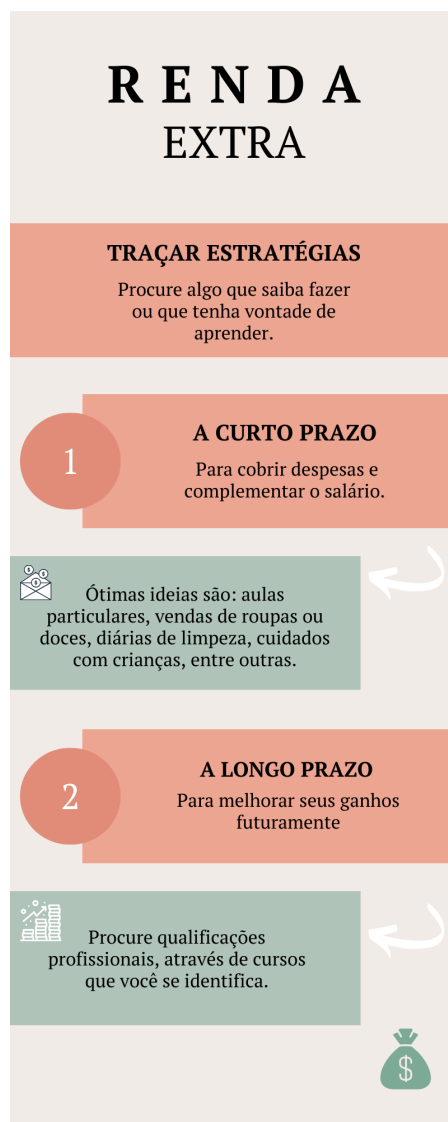 RENDA
EXTRA
TRAÇAR ESTRATÉGIAS
Procure algo que saiba fazer
ou que tenha vontade de
aprender.
1
A CURTO PRAZO
Para cobrir despesas e
complementar o salário.
Ótimas ideias são: aulas
particulares, vendas de roupas ou
doces, diárias de limpeza, cuidados
com crianças, entre outras.
2
A LONGO PRAZO
Para melhorar seus ganhos
futuramente
Procure qualificações
profissionais, através de cursos
que você se identifica.
$